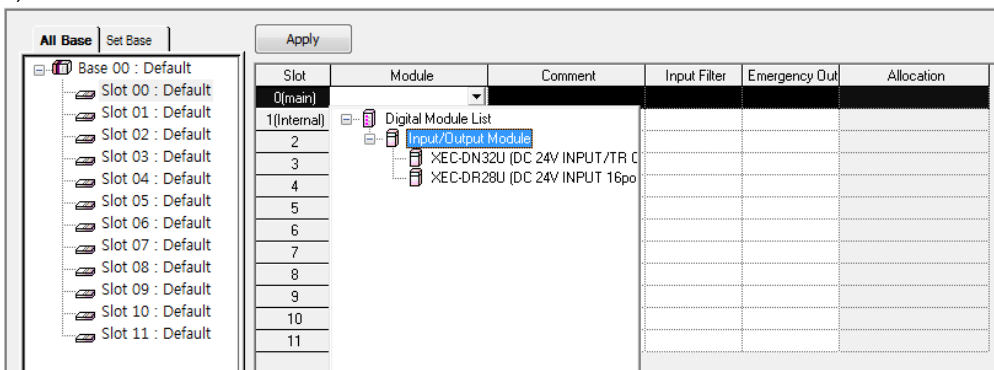 All Base Set Base Apply
Base 00 : Default
Slot 00 : Default
Slot 01 : Default
Slot 02 : Default
Slot 03 : Default
Slot 04 : Default
Slot 05 : Default
Slot 06 : Default
Slot 07 : Default
Slot 08 : Default
Slot 09 : Default
Slot 10 : Default
Slot 11 : Default
Slot Module Comment Input Filter Emergency Out Allocation
0(main)
1(Internal) Digital Module List
2 Input/Output Module
3 XEC-DN32U (DC 24V INPUT/TR
4 XEC-DR28U (DC 24V INPUT 16po
5
6
7
8
9
10
11